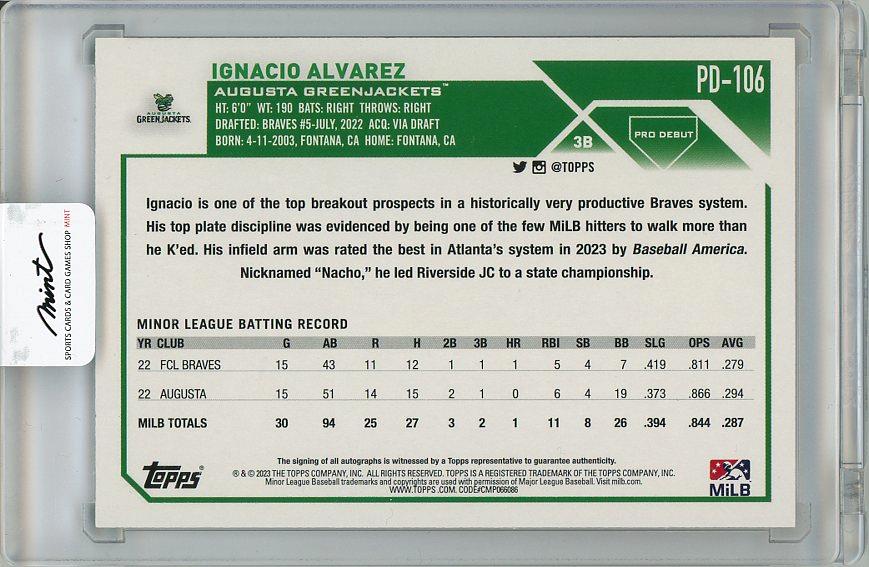 IGNACIO ALVAREZ
PD-106
AUGUSTA GREENJACKETS™
HT: 6'0" WT: 190 BATS: RIGHT THROWS: RIGHT
DRAFTED: BRAVES #5-JULY, 2022 ACQ: VIA DRAFT
BORN: 4-11-2003, FONTANA, CA HOME: FONTANA, CA
AUGUSTA
GREENJACKETS.
3B
PRO DEBUT
@TOPPS
Ignacio is one of the top breakout prospects in a historically very productive Braves system.
His top plate discipline was evidenced by being one of the few MiLB hitters to walk more than
he K'ed. His infield arm was rated the best in Atlanta's system in 2023 by Baseball America.
Nicknamed “Nacho,” he led Riverside JC to a state championship.
mint
SPORTS CARDS & CARD GAMES SHOP MINT
MINOR LEAGUE BATTING RECORD
YR CLUB G AB R H 2B 3B HR RBI SB BB SLG OPS AVG
22 FCL BRAVES 15 43 11 12 1 1 1 5 4 7 .419 .811 .279
22 AUGUSTA 15 51 14 15 2 1 0 6 4 19 .373 .866 .294
MILB TOTALS 30 94 25 27 3 2 1 11 8 26 .394 .844 .287
The signing of all autographs is witnessed by a Topps representative to guarantee authenticity.
® & © 2023 THE TOPPS COMPANY, INC. ALL RIGHTS RESERVED. TOPPS IS A REGISTERED TRADEMARK OF THE TOPPS COMPANY, INC.
Minor League Baseball trademarks and copyrights are used with permission of Major League Baseball. Visit milb.com.
WWW.TOPPS.COM. CODE#CMP066086
Topps®
MiLB